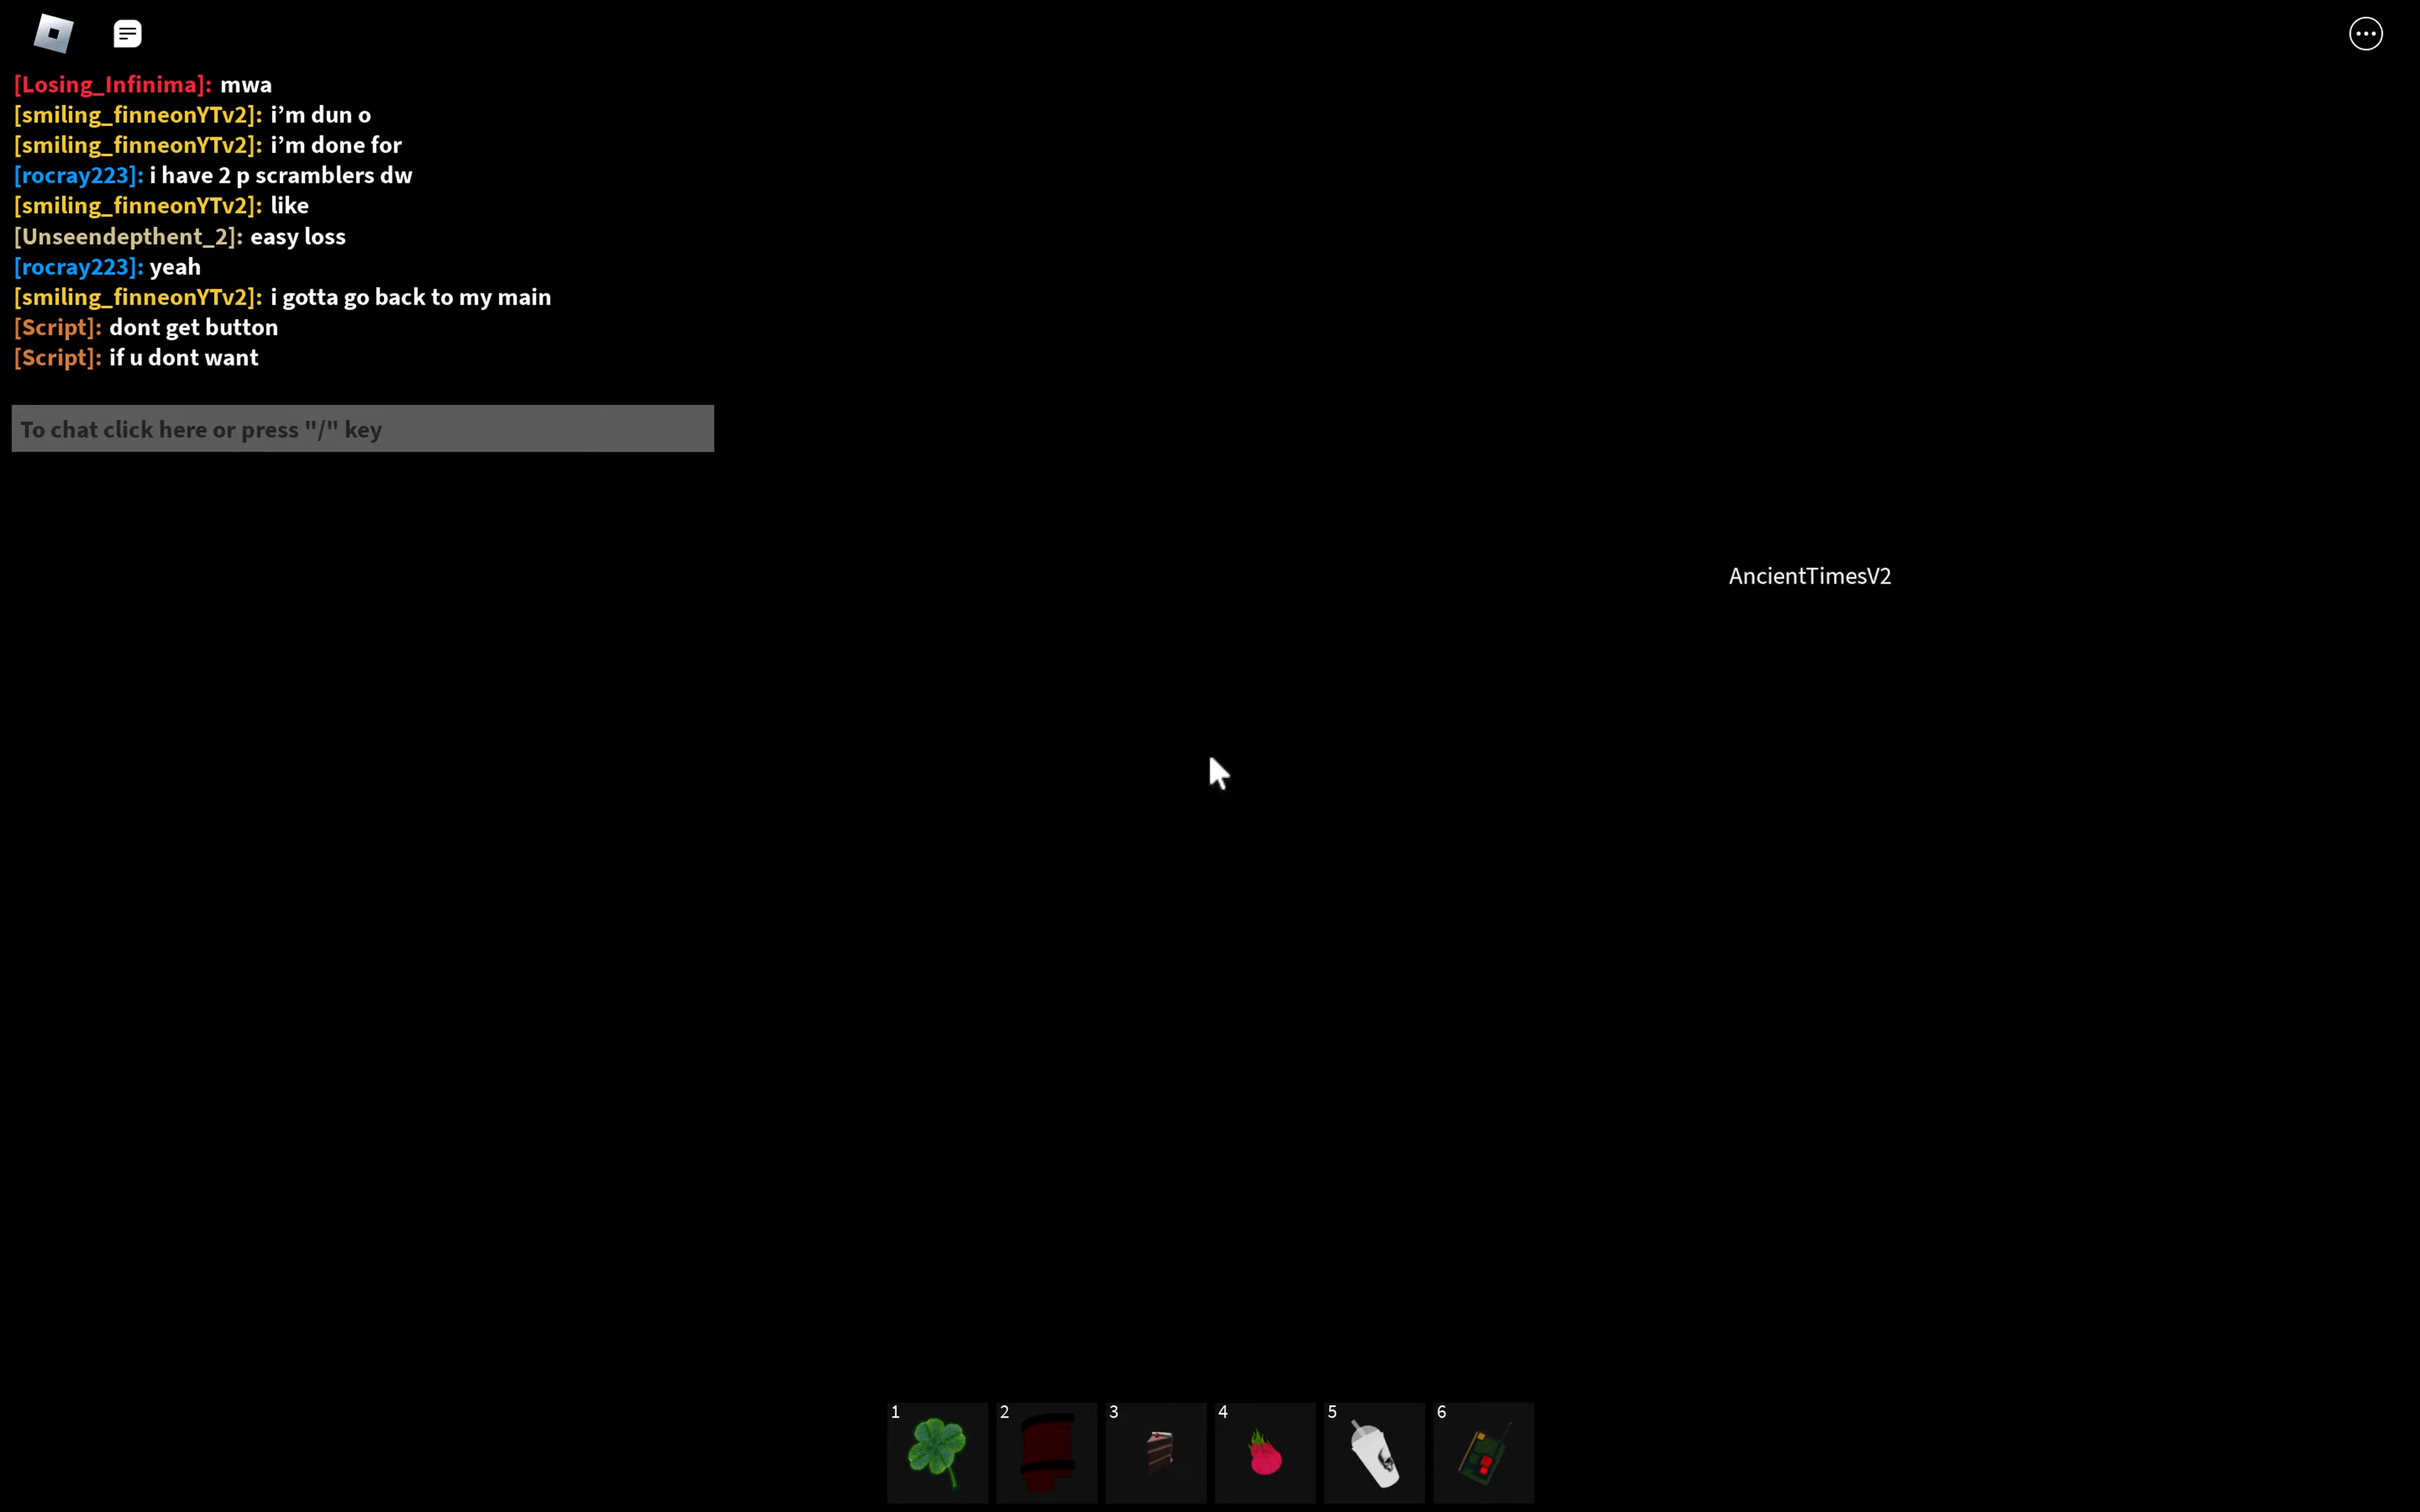 [Losing_Infinima]: mwa
[smiling_finneonYTv2]: i’m dun o
[smiling_finneonYTv2]: i’m done for
[rocray223]: i have 2 p scramblers dw
[smiling_finneonYTv2]: like
[Unseendepthent_2]: easy loss
[rocray223]: yeah
[smiling_finneonYTv2]: i gotta go back to my main
[Script]: dont get button
[Script]: if u dont want
To chat click here or press "/" key
AncientTimesV2
1 2 3 4 5 6